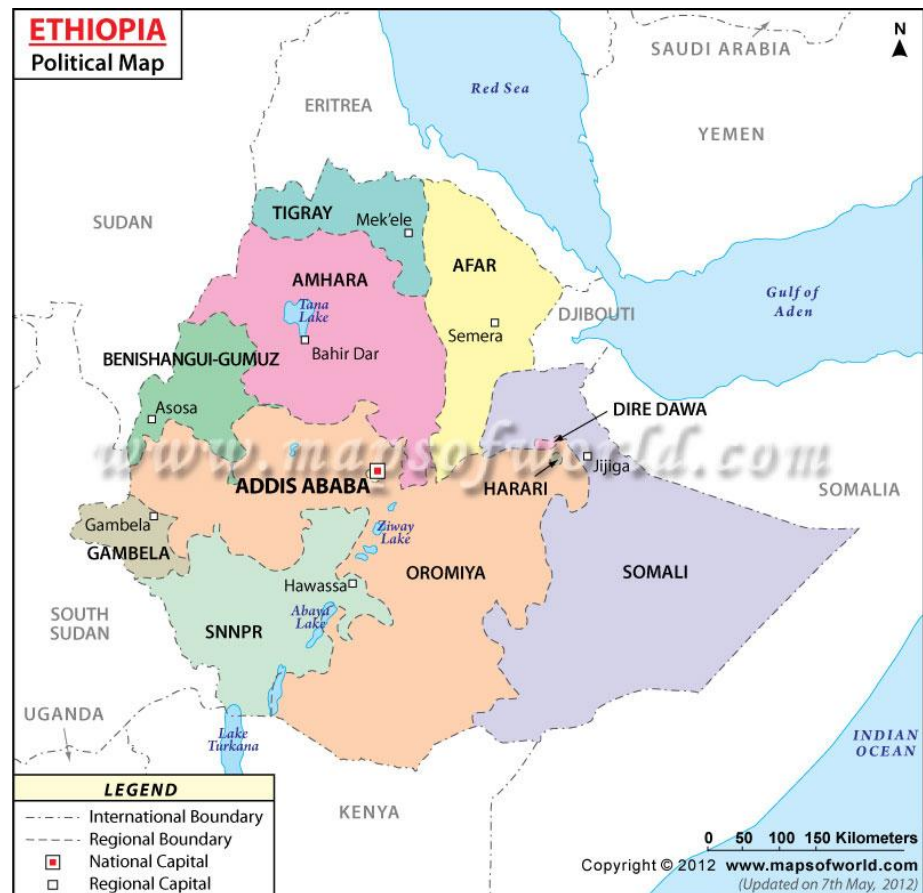 ETHIOPIA
Political Map
N
SAUDI ARABIA
Red Sea
ERITREA
YEMEN
SUDAN
TIGRAY
Mek'ele
AMHARA
AFAR
Tana
Lake
Gulf of
Aden
DJIBOUTI
Semera
Bahir Dar
BENISHANGUI-GUMUZ
Asosa
DIRE DAWA
www.mapsofworld.com
Jijiga
HARARI
ADDIS ABABA
SOMALIA
Gambela
Ziway
Lake
GAMBELA
OROMIYA
SOMALI
Hawassa
Abaya
Lake
SOUTH
SUDAN
SNNPR
UGANDA
Lake
Turkana
INDIAN
OCEAN
KENYA
LEGEND
International Boundary
Regional Boundary
National Capital
Regional Capital
0 50 100 150 Kilometers
Copyright © 2012 www.mapsofworld.com
(Updated on 7th May, 2012)